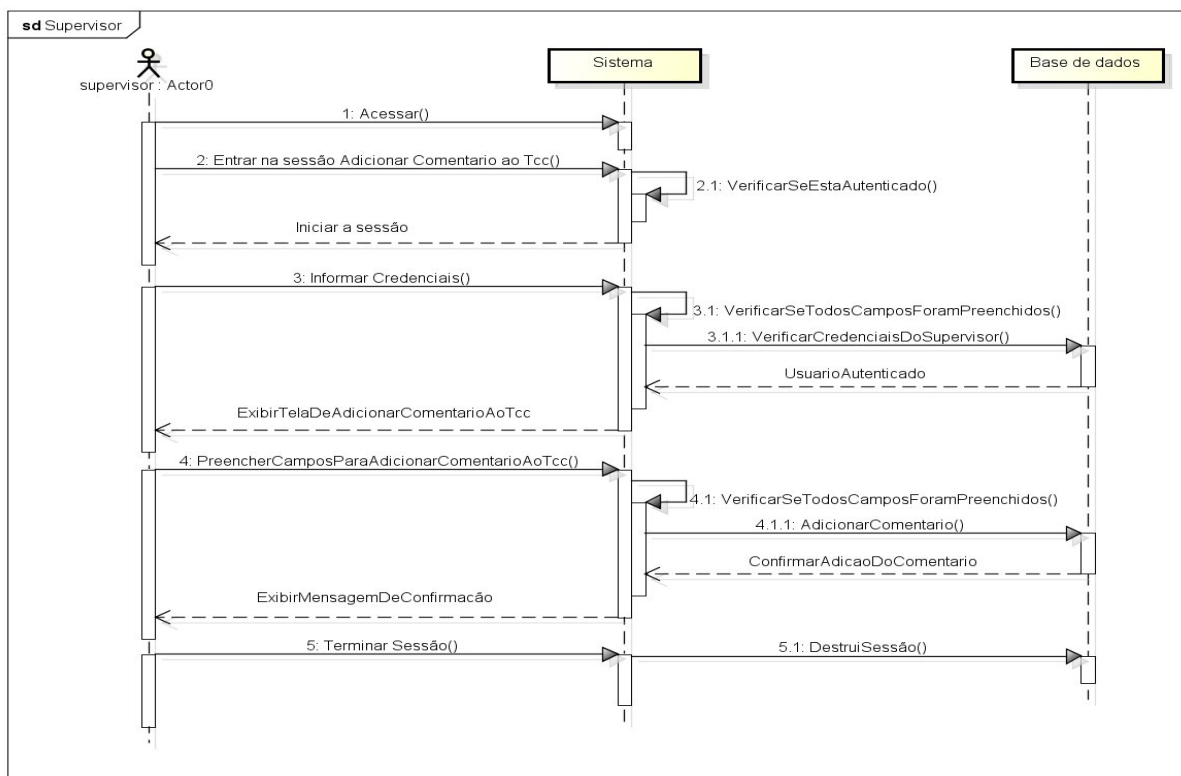 sd Supervisor
supervisor : Actor0
Sistema
Base de dados
1: Acessar()
2: Entrar na sessão Adicionar Comentario ao Tcc()
2.1: VerificarSeEstaAutenticado()
Iniciar a sessão
3: Informar Credenciais()
3.1: VerificarSeTodosCamposForamPreenchidos()
3.1.1: VerificarCredenciaisDoSupervisor()
UsuarioAutenticado
ExibirTelaDeAdicionarComentarioAoTcc
4: PreencherCamposParaAdicionarComentarioAoTcc()
4.1: VerificarSeTodosCamposForamPreenchidos()
4.1.1: AdicionarComentario()
ConfirmarAdicaoDoComentario
ExibirMensagemDeConfirmacão
5: Terminar Sessão()
5.1: DestruiSessão()